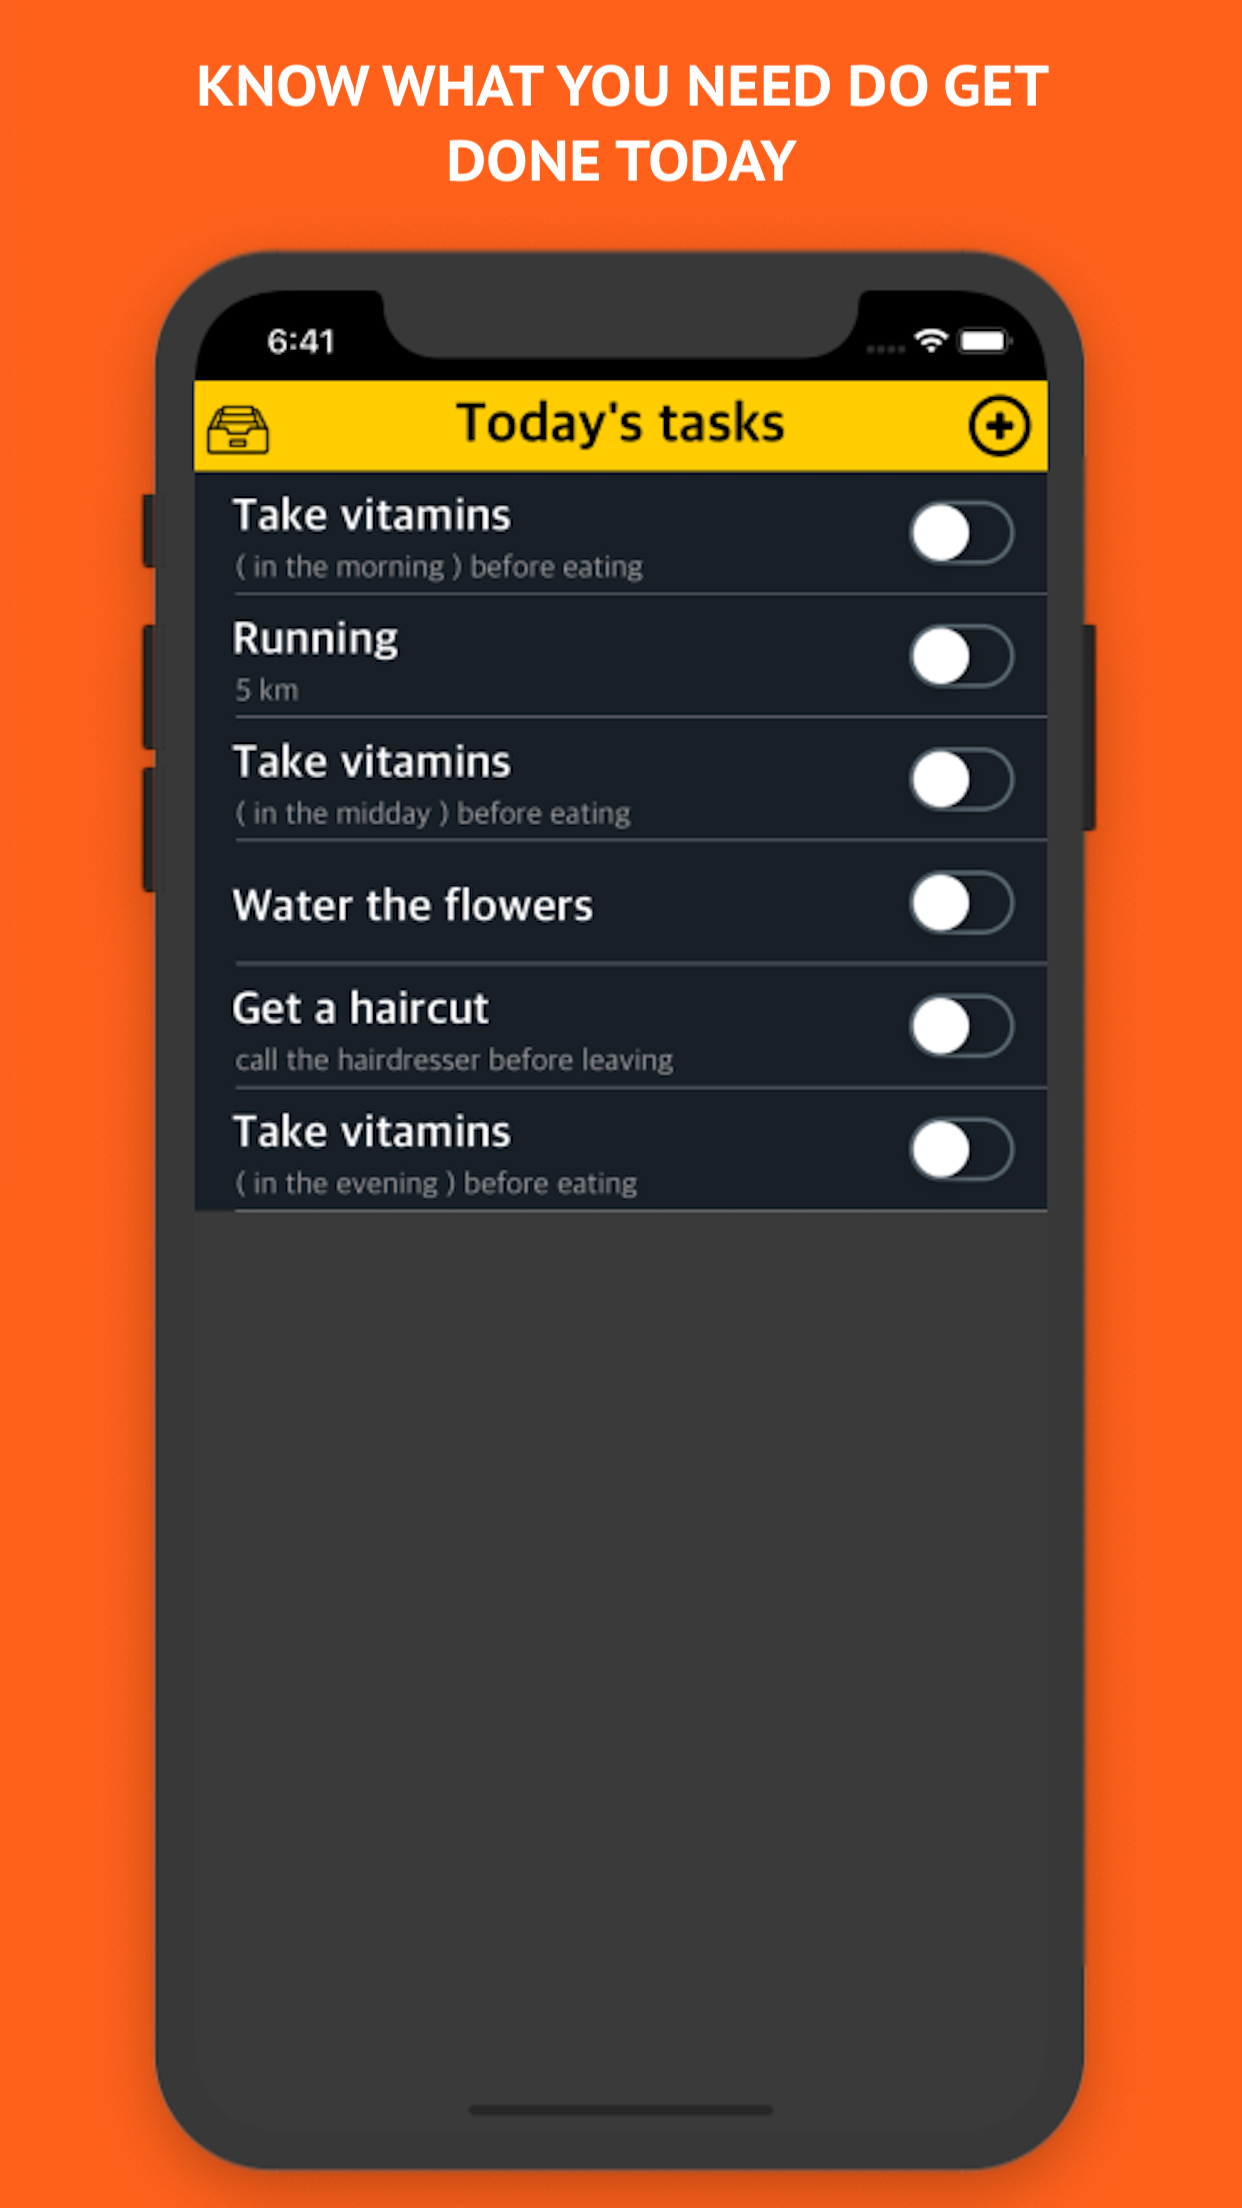 KNOW WHAT YOU NEED DO GET
DONE TODAY
6:41
Today's tasks
Take vitamins
( in the morning ) before eating
Running
5 km
Take vitamins
( in the midday ) before eating
Water the flowers
Get a haircut
call the hairdresser before leaving
Take vitamins
( in the evening ) before eating